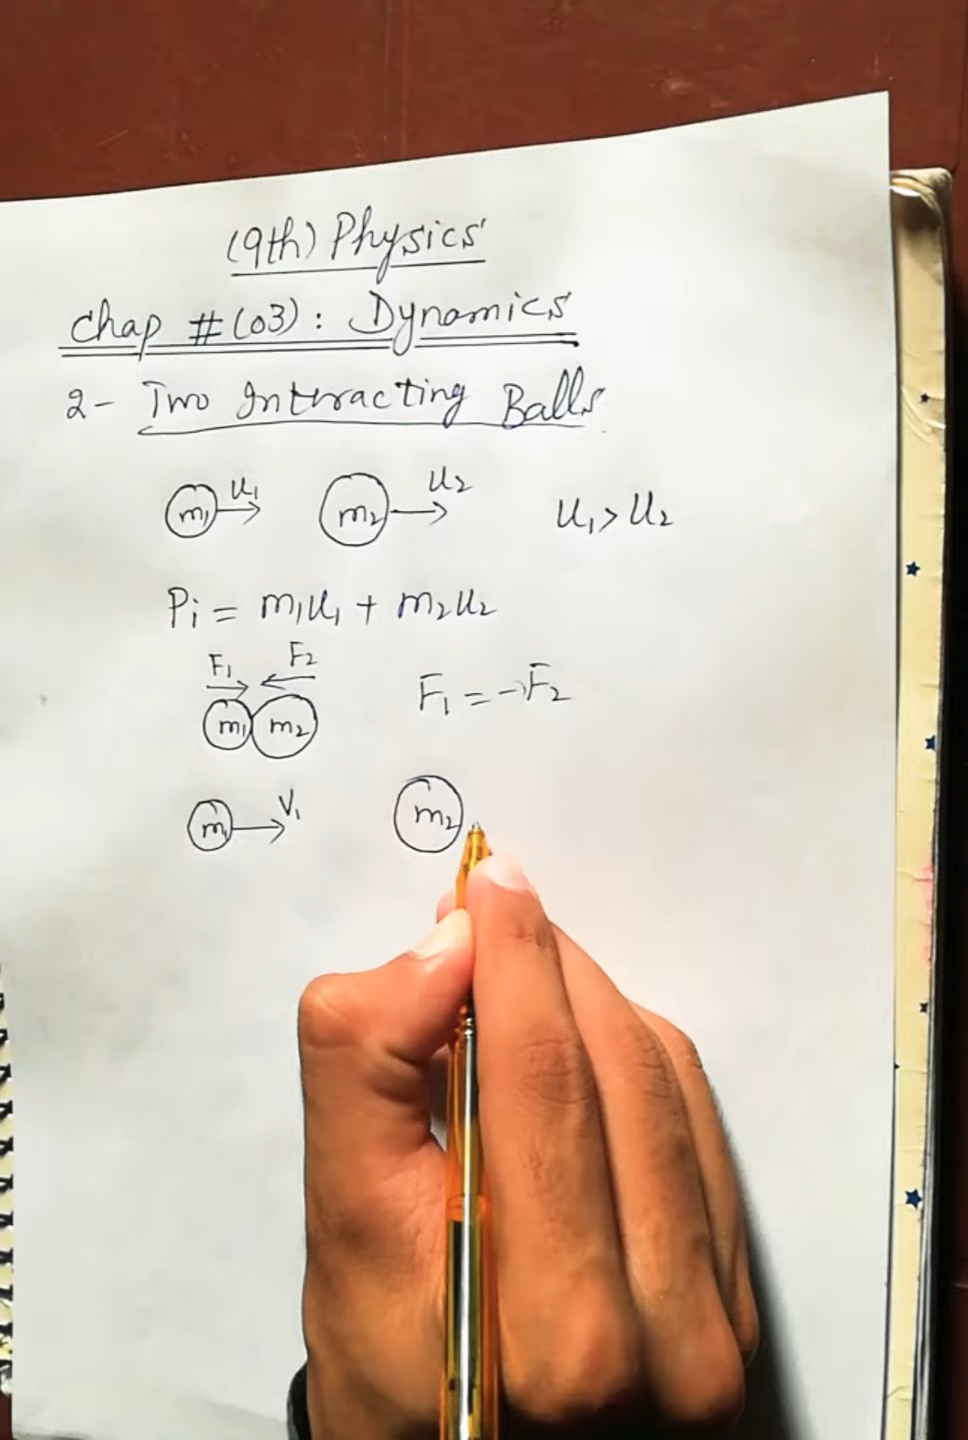 (9th) Physics
Chap #(03): Dynamics
2- Two Interacting Balls
m₁ u₁ m₂ u₂ u₁>u₂
Pi = m₁u₁ + m₂u₂
F₁ F₂
m₁ m₂ F₁ = -F₂
m₁ V₁ m₂